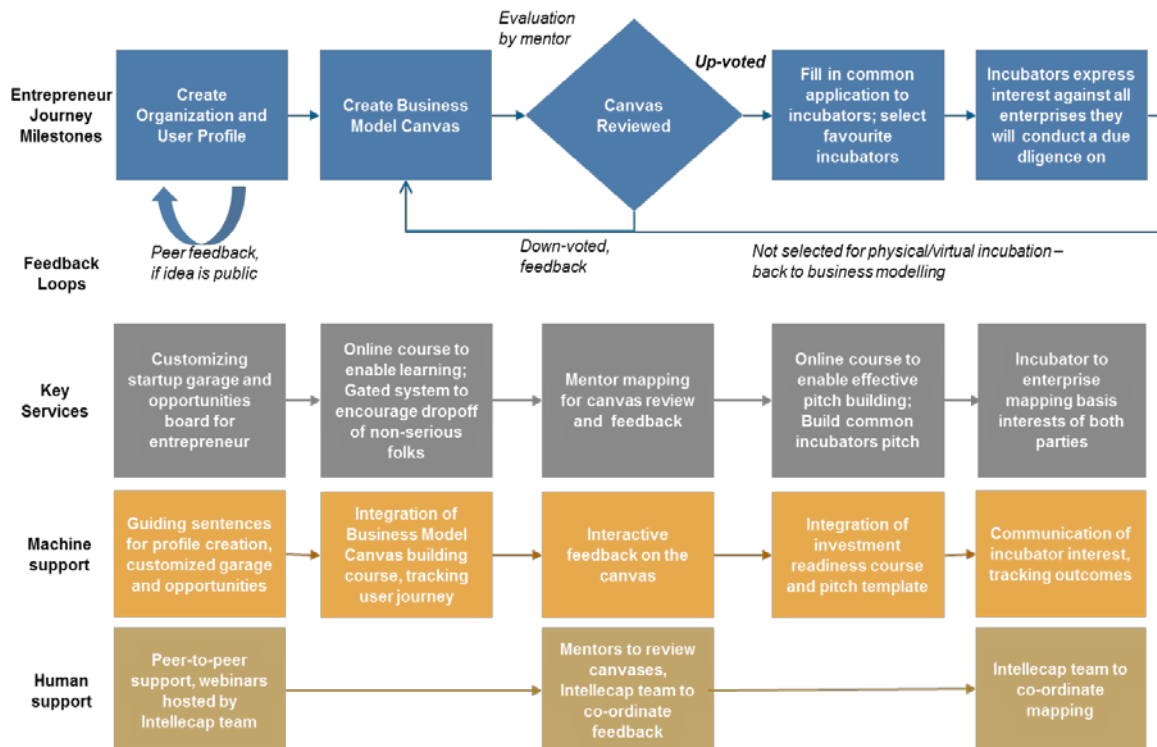 Evaluation
by mentor
Up-voted
Entrepreneur
Journey
Milestones
Create
Organization and
User Profile
Create Business
Model Canvas
Canvas
Reviewed
Fill in common
application to
incubators; select
favourite
incubators
Incubators express
interest against all
enterprises they
will conduct a due
dligence on
Feedback
Loops
Peer feedback,
if idea is public
Down-voted,
feedback
Not selected for physical/virtual incubation –
back to business modelling
Key
Services
Customizing
startup garage and
opportunities
board for
entrepreneur
Online course to
enable learning;
Gated system to
encourage dropoff
of non-serious
folks
Mentor mapping
for canvas review
and feedback
Online course to
enable effective
pitch building;
Build common
incubators pitch
Incubator to
enterprise
mapping basis
interests of both
parties
Machine
support
Guiding sentences
for profile creation,
customized garage
and opportunities
Integration of
Business Model
Canvas building
course, tracking
user journey
Interactive
feedback on the
canvas
Integration of
investment
readiness course
and pitch template
Communication of
incubator interest,
tracking outcomes
Human
support
Peer-to-peer
support, webinars
hosted by
Intellecap team
Mentors to review
canvases,
Intellecap team to
co-ordinate
feedback
Intellecap team to
co-ordinate
mapping